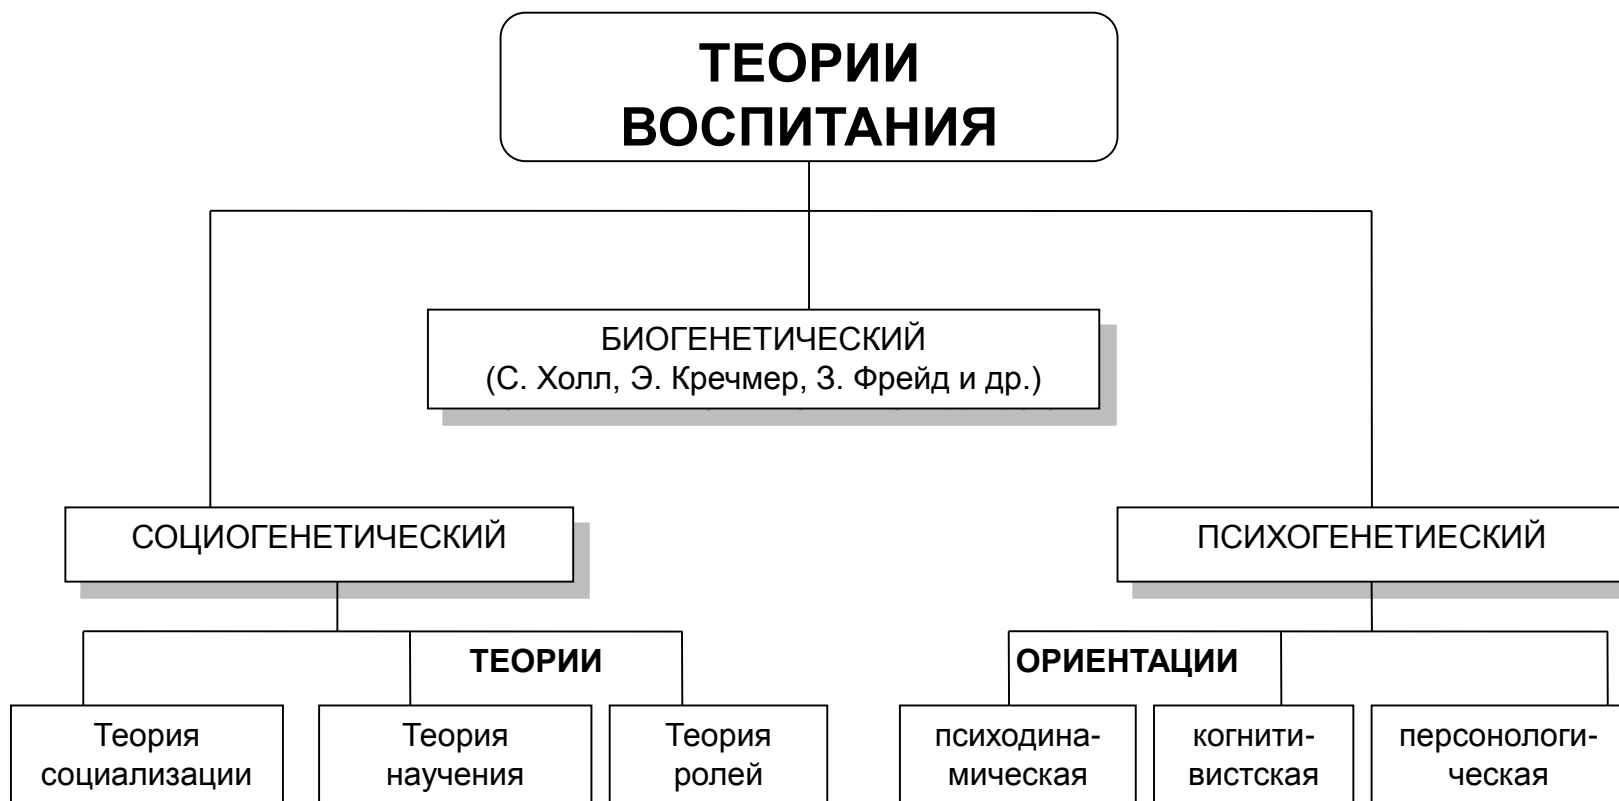 ТЕОРИИ
ВОСПИТАНИЯ
БИОГЕНЕТИЧЕСКИЙ
(С. Холл, Э. Кречмер, З. Фрейд и др.)
СОЦИОГЕНЕТИЧЕСКИЙ
ПСИХОГЕНЕТИЕСКИЙ
ТЕОРИИ
ОРИЕНТАЦИИ
Теория
социализации
Теория
научения
Теория
ролей
психодина-
мическая
когнити-
вистская
персонологи-
ческая